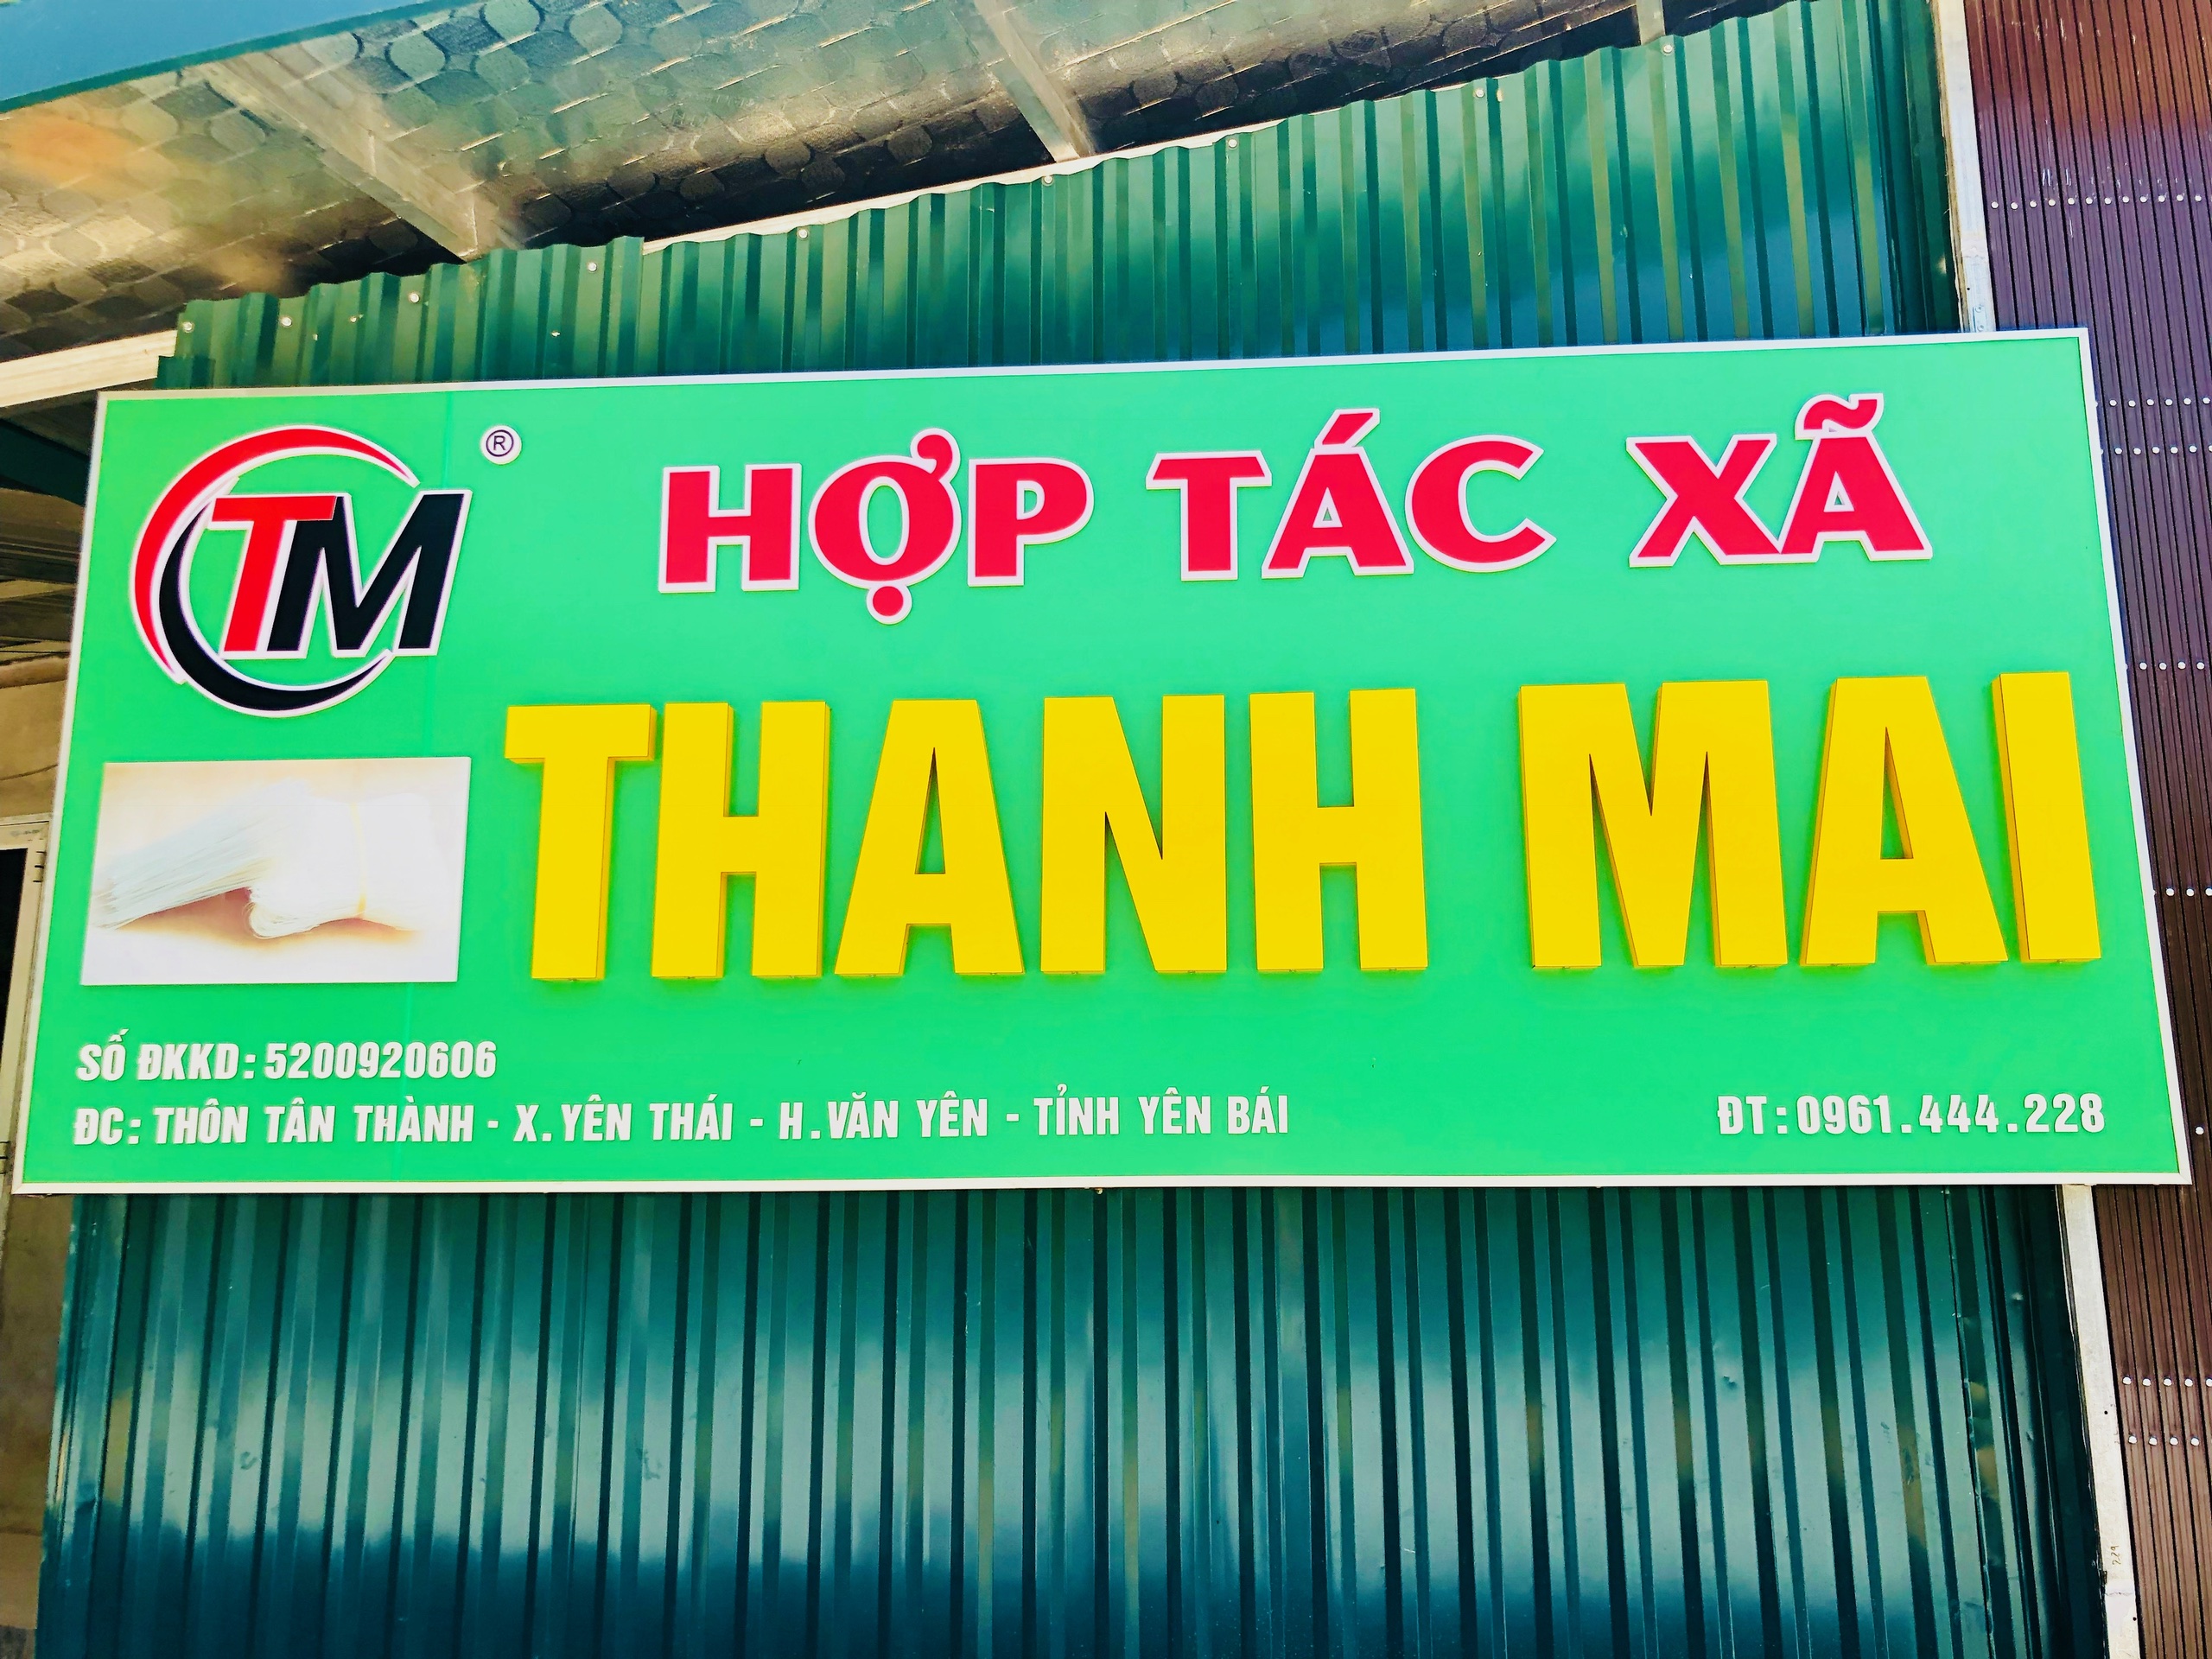 TM ®
HỢP TÁC XÃ
THANH MAI
SỐ ĐKKD: 5200920606
ĐC: THÔN TÂN THÀNH - X. YÊN THÁI - H. VĂN YÊN - TỈNH YÊN BÁI
ĐT: 0961.444.228